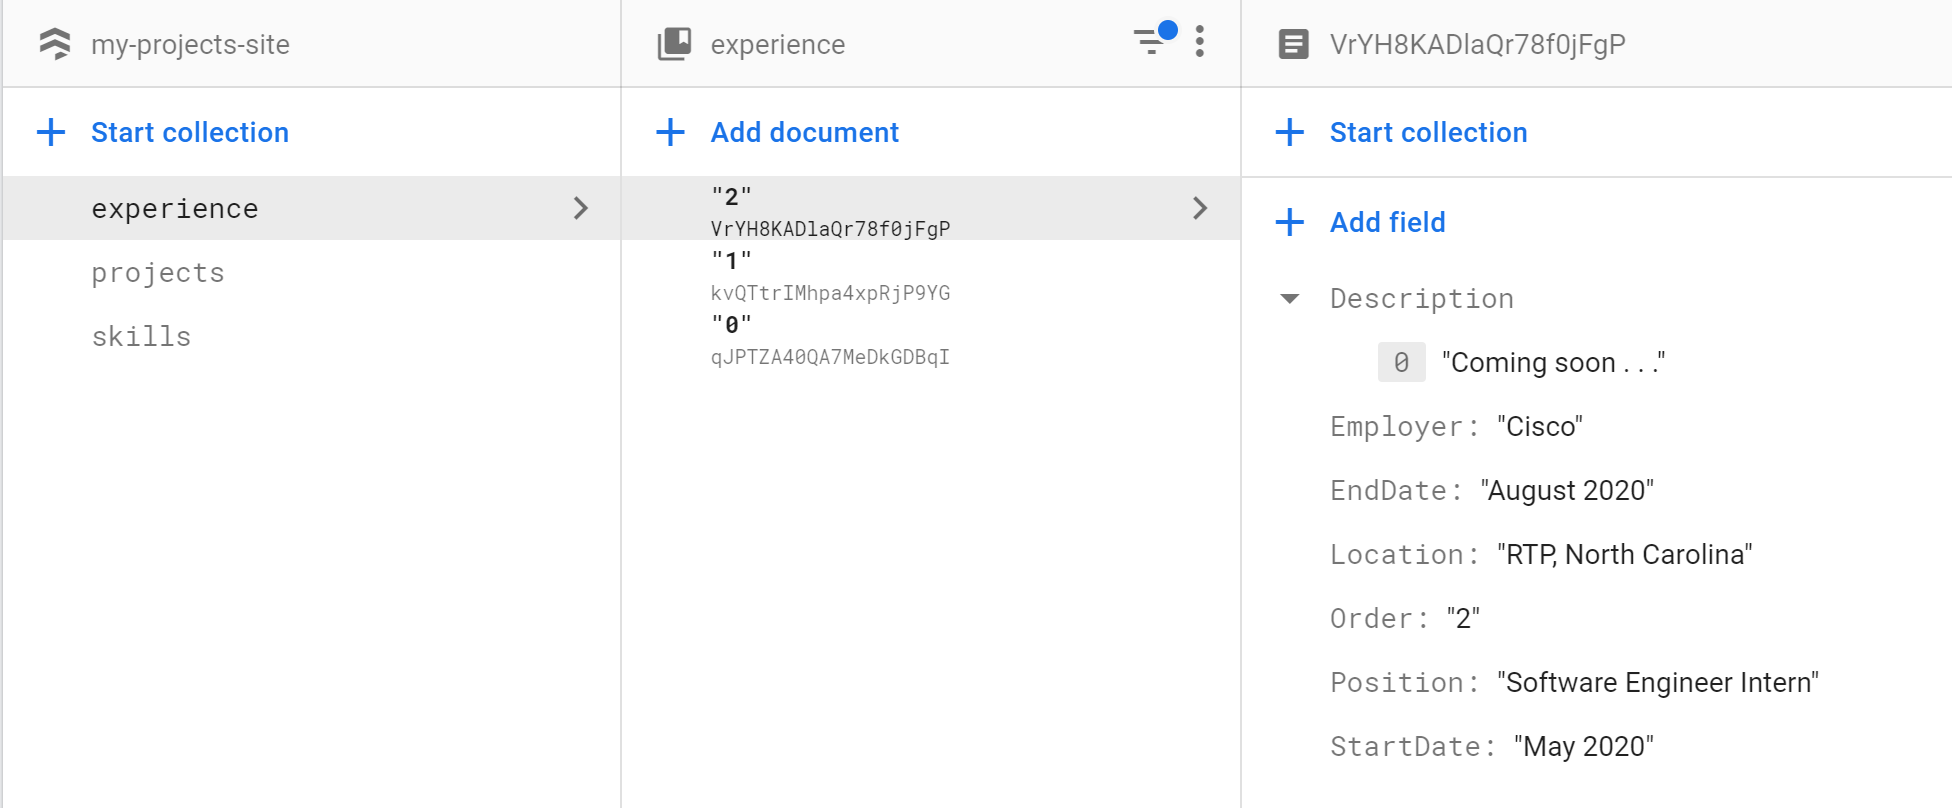 my-projects-site
Start collection
experience
projects
skills
experience
Add document
"2"
VrYH8KADlaQr78f0jFgP
"1"
kvQTtrIMhpa4xpRjP9YG
"0"
qJPTZA40QA7MeDkGDBqI
VrYH8KADlaQr78f0jFgP
Start collection
Add field
Description
0 "Coming soon . . ."
Employer: "Cisco"
EndDate: "August 2020"
Location: "RTP, North Carolina"
Order: "2"
Position: "Software Engineer Intern"
StartDate: "May 2020"